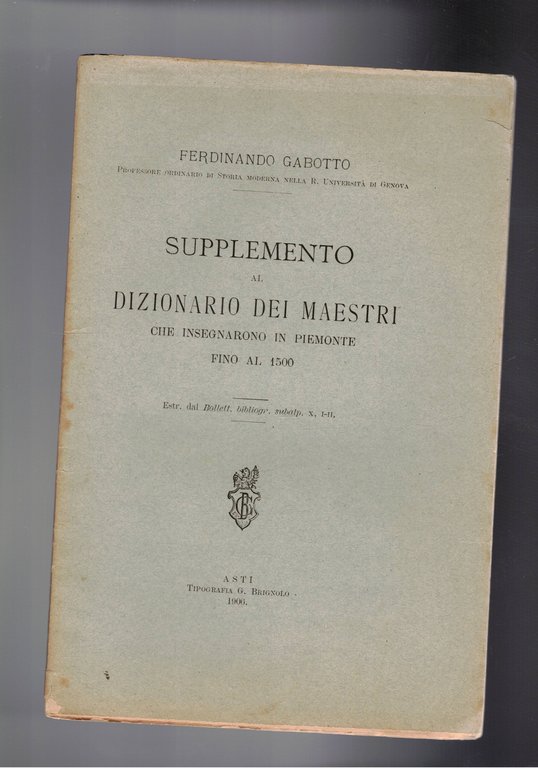 FERDINANDO GABOTTO
PROFESSORE ORDINARIO DI STORIA MODERNA NELLA R. UNIVERSITÀ DI GENOVA
SUPPLEMENTO
AL
DIZIONARIO DEI MAESTRI
CHE INSEGNARONO IN PIEMONTE
FINO AL 1500
Estr. dal Bollett. bibliogr. subalp. X, I-II.
ASTI
TIPOGRAFIA G. BRIGNOLO
1906.